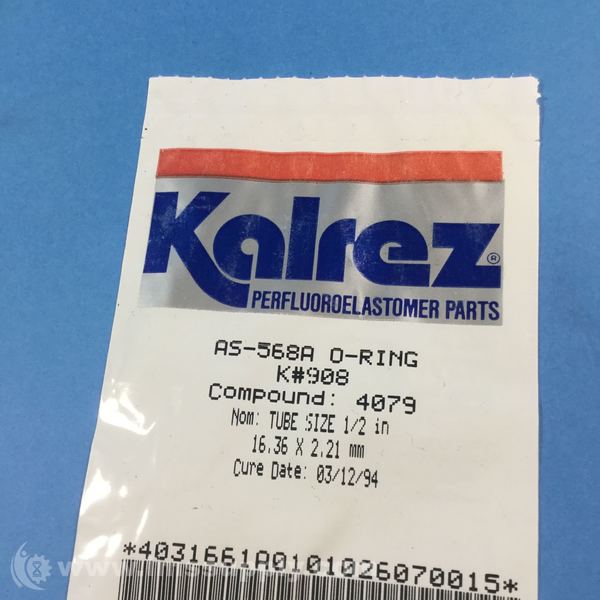 Kalrez®
PERFLUOROELASTOMER PARTS
AS-568A O-RING
K#908
Compound: 4079
Nom: TUBE SIZE 1/2 in
16.36 X 2.21 mm
Cure Date: 03/12/94
*4031661A0101026070015*